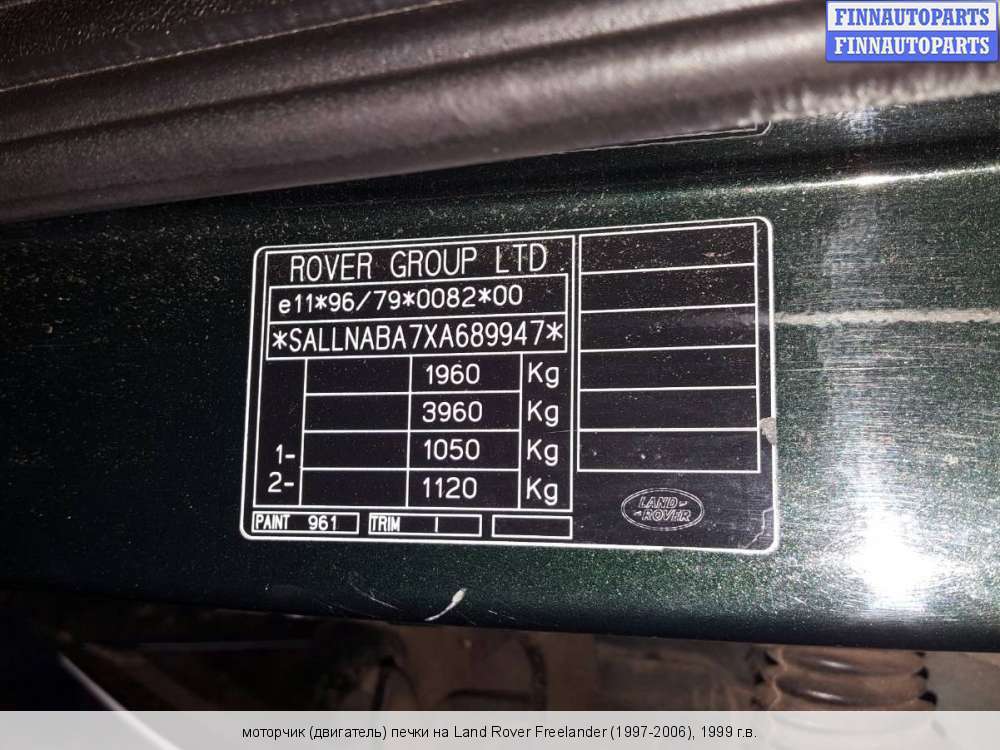 FINNAUTOPARTS
FINNAUTOPARTS
ROVER GROUP LTD
e11*96/79*0082*00
*SALLNABA7XA689947*
1960 Kg
3960 Kg
1- 1050 Kg
2- 1120 Kg
PAINT 961 TRIM I
LAND
ROVER
моторчик (двигатель) печки на Land Rover Freelander (1997-2006), 1999 г.в.